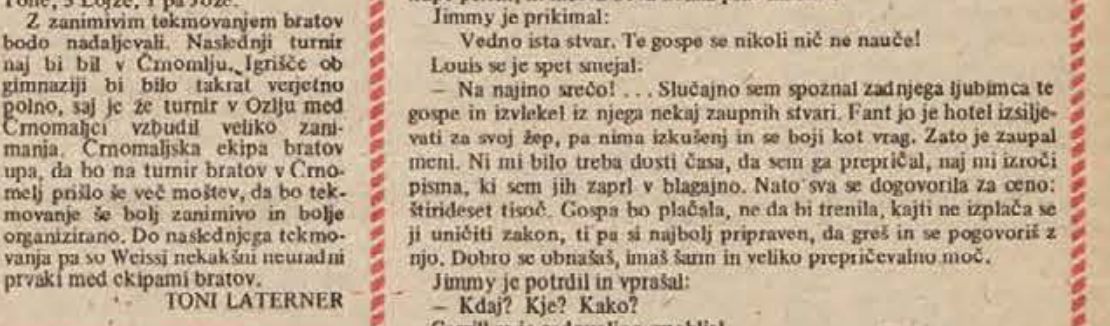 Z zanimivim tekmovanjem bratov
bodo nadaljevali. Naslednji turnir
naj bi bil v Črnomlju. Igrišče ob
gimnaziji bi bilo takrat verjetno
polno, saj je že turnir v Ozlju med
Črnomaljci vzbudil veliko zani-
manja. Črnomaljska ekipa bratov
upa, da bo na turnir bratov v Črno-
melj prišlo še več moštev, da bo tek-
movanje še bolj zanimivo in bolje
organizirano. Do naslednjega tekmo-
vanja pa so Weissi nekakšni neuradni
prvaki med ekipami bratov.
TONI LATERNER
Jimmy je prikimal:
Vedno ista stvar. Te gospe se nikoli nič ne nauče!
Louis se je spet smejal:
— Na najino srečo! . . . Slučajno sem spoznal zadnjega ljubimca te
gospe in izvlekel iz njega nekaj zaupnih stvari. Fant jo je hotel izsilje-
vati za svoj žep, pa nima izkušenj in se boji kot vrag. Zato je zaupal
meni. Ni mi bilo treba dosti časa, da sem ga prepričal, naj mi izroči
pisma, ki sem jih zaprl v blagajno. Nato sva se dogovorila za ceno:
štirideset tisoč. Gospa bo plačala, ne da bi trenila, kajti ne izplača se
ji uničiti zakon, ti pa si najbolj pripraven, da greš in se pogovoriš z
njo. Dobro se obnašaš, imaš šarm in veliko prepričevalno moč.
Jimmy je potrdil in vprašal:
— Kdaj? Kje? Kako?